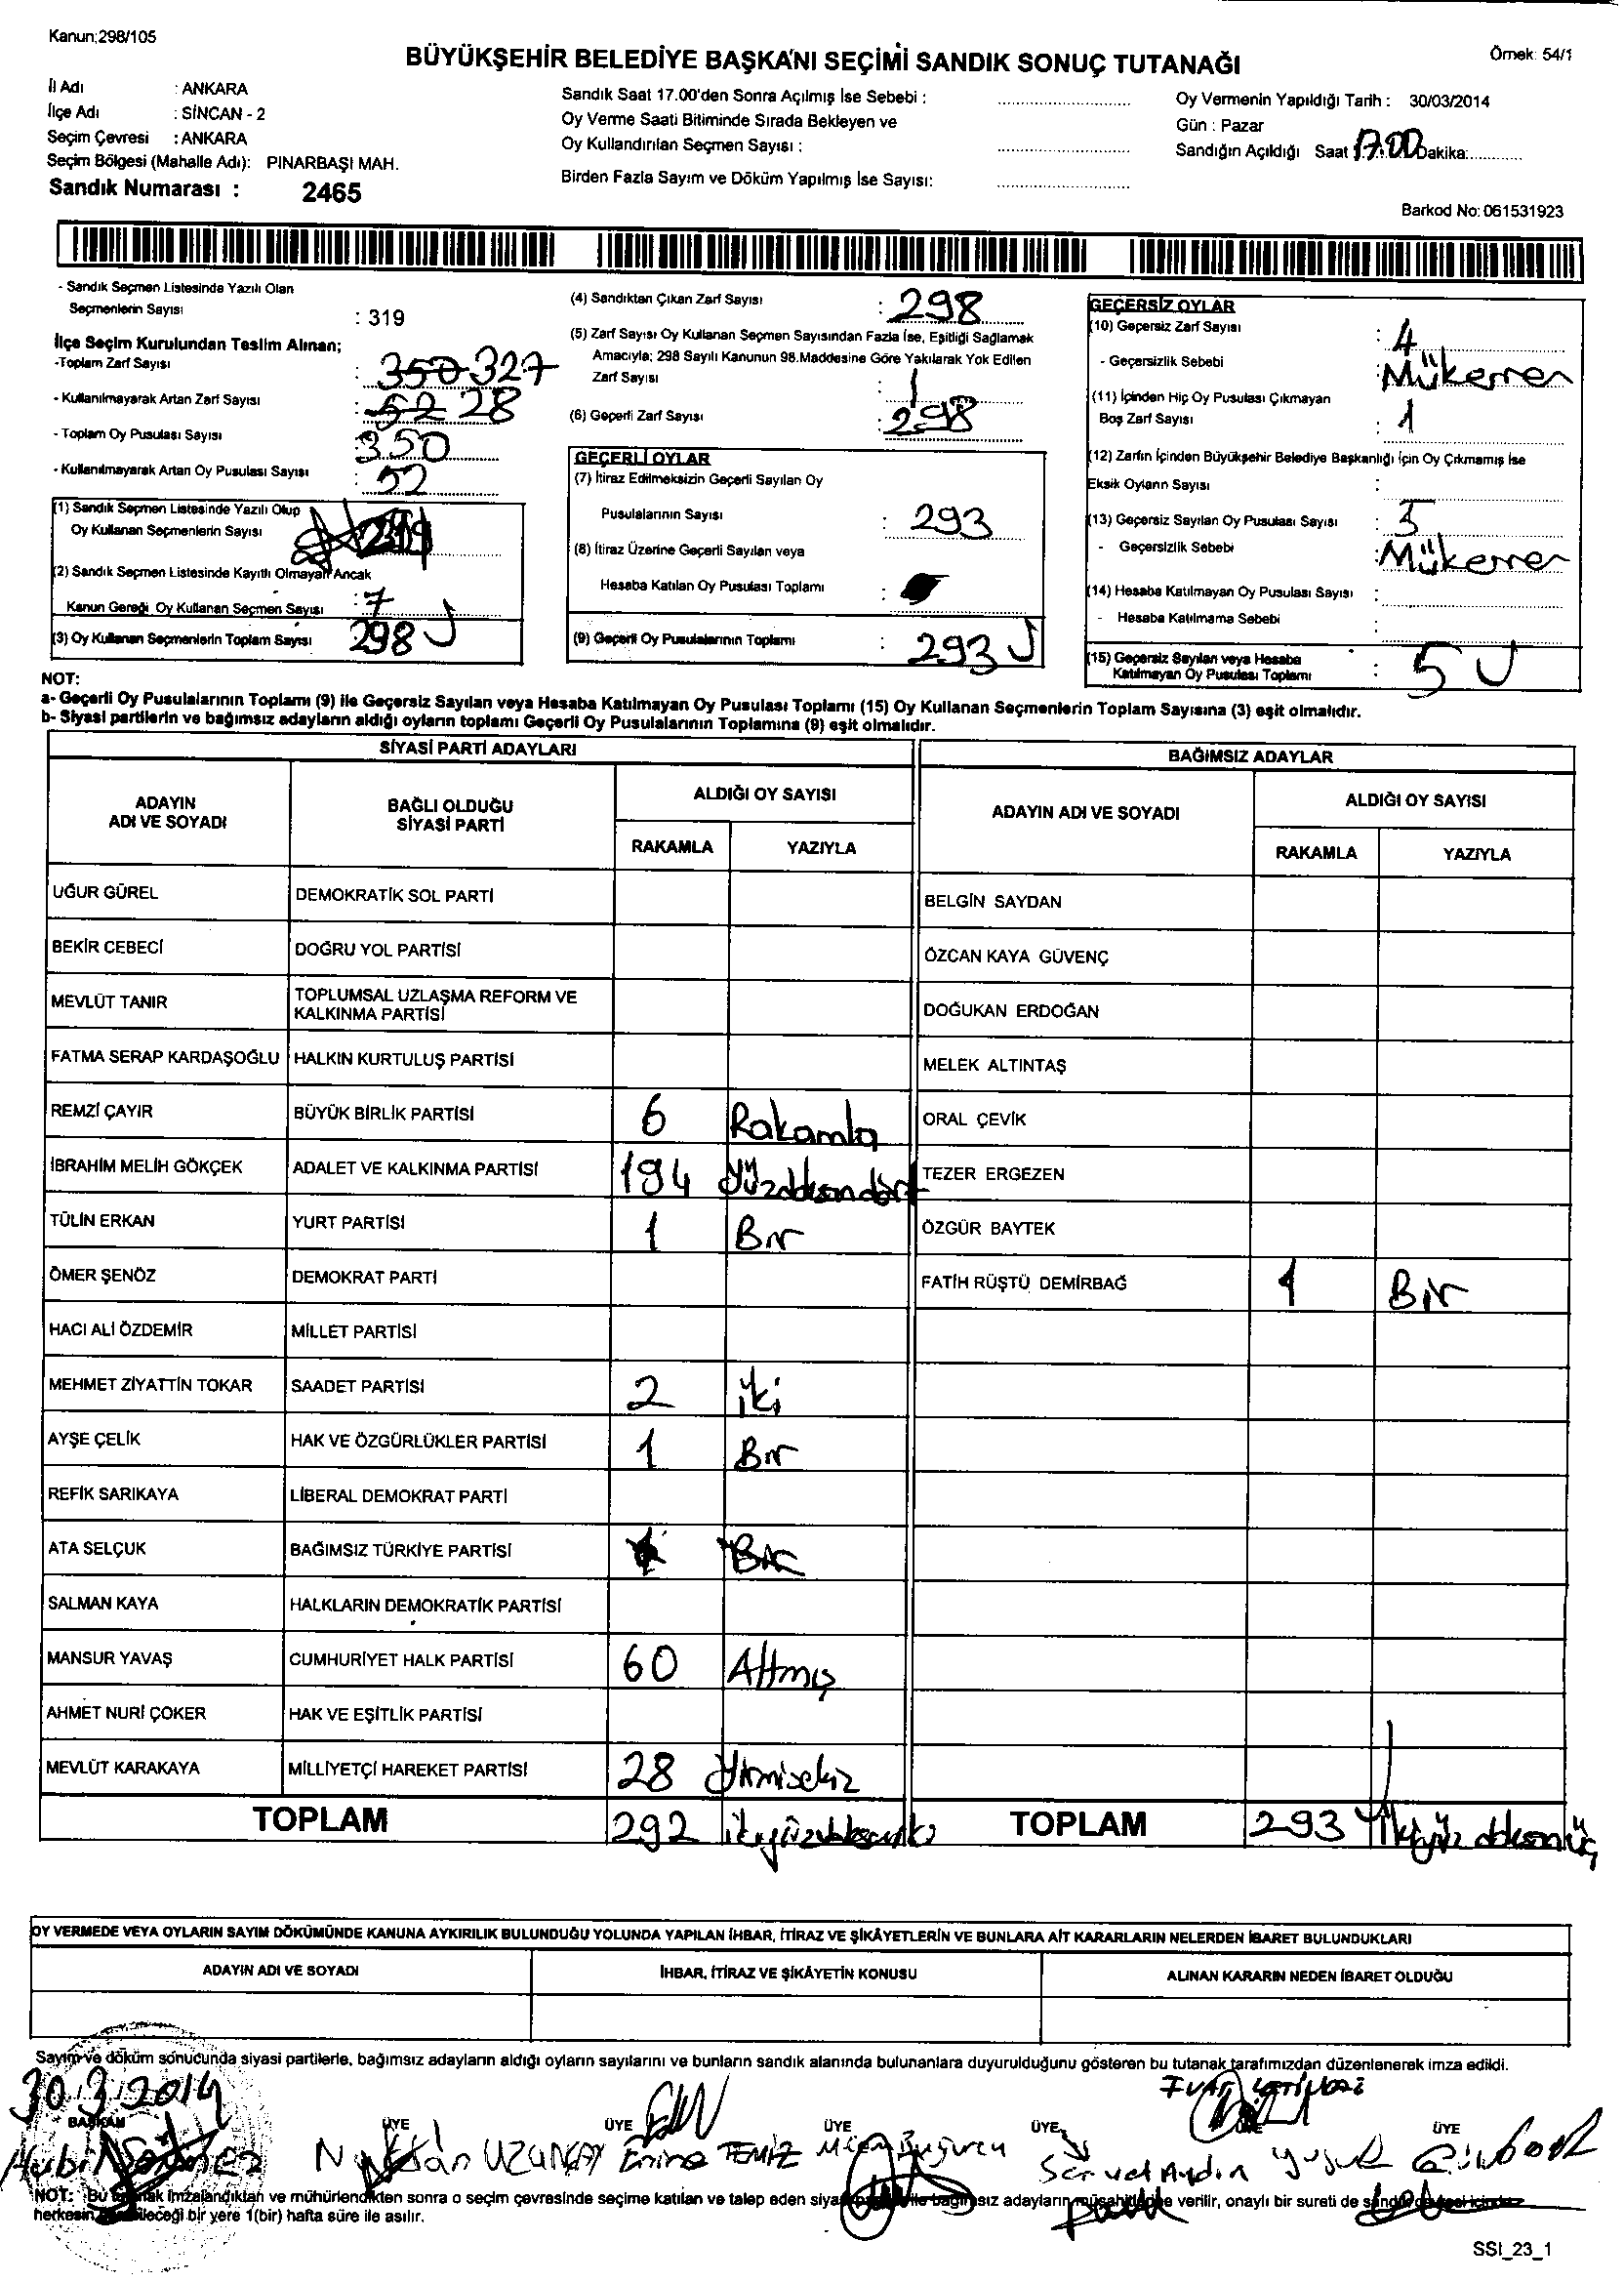 Kanun;298/105
BÜYÜKŞEHİR BELEDİYE BAŞKANI SEÇİMİ SANDIK SONUÇ TUTANAĞI
Örnek: 54/1
İl Adı : ANKARA
İlçe Adı : SİNCAN - 2
Seçim Çevresi : ANKARA
Seçim Bölgesi (Mahalle Adı): PINARBAŞI MAH.
Sandık Numarası : 2465
Sandık Saat 17.00'den Sonra Açılmış İse Sebebi :
Oy Verme Saati Bitiminde Sırada Bekleyen ve
Oy Kullandırılan Seçmen Sayısı :
Birden Fazla Sayım ve Döküm Yapılmış İse Sayısı:
Oy Vermenin Yapıldığı Tarih : 30/03/2014
Gün : Pazar
Sandığın Açıldığı Saat 17.00 Dakika:
Barkod No: 061531923
- Sandık Seçmen Listesinde Yazılı Olan
Seçmenlerin Sayısı : 319
İlçe Seçim Kurulundan Teslim Alınan;
-Toplam Zarf Sayısı : 350 327
- Kullanılmayarak Artan Zarf Sayısı : 52 28
- Toplam Oy Pusulası Sayısı : 350
- Kullanılmayarak Artan Oy Pusulası Sayısı : 52
(1) Sandık Seçmen Listesinde Yazılı Olup
Oy Kullanan Seçmenlerin Sayısı
(2) Sandık Seçmen Listesinde Kayıtlı Olmayan Ancak
Kanun Gereği Oy Kullanan Seçmen Sayısı : 7
(3) Oy Kullanan Seçmenlerin Toplam Sayısı 298
(4) Sandıktan Çıkan Zarf Sayısı : 298
(5) Zarf Sayısı Oy Kullanan Seçmen Sayısından Fazla İse, Eşitliği Sağlamak
Amacıyla; 298 Sayılı Kanunun 98.Maddesine Göre Yakılarak Yok Edilen
Zarf Sayısı :
(6) Geçerli Zarf Sayısı : 298
GEÇERLİ OYLAR
(7) İtiraz Edilmeksizin Geçerli Sayılan Oy
Pusulalarının Sayısı : 293
(8) İtiraz Üzerine Geçerli Sayılan veya
Hesaba Katılan Oy Pusulası Toplamı :
(9) Geçerli Oy Pusulalarının Toplamı : 293
GEÇERSİZ OYLAR
(10) Geçersiz Zarf Sayısı : 4
- Geçersizlik Sebebi : Mükerrer
(11) İçinden Hiç Oy Pusulası Çıkmayan
Boş Zarf Sayısı : 1
(12) Zarfın İçinden Büyükşehir Belediye Başkanlığı İçin Oy Çıkmamış İse
Eksik Oyların Sayısı :
(13) Geçersiz Sayılan Oy Pusulası Sayısı : 5
- Geçersizlik Sebebi : Mükerrer
(14) Hesaba Katılmayan Oy Pusulası Sayısı :
- Hesaba Katılmama Sebebi :
(15) Geçersiz Sayılan veya Hesaba
Katılmayan Oy Pusulası Toplamı : 5
NOT:
a- Geçerli Oy Pusulalarının Toplamı (9) ile Geçersiz Sayılan veya Hesaba Katılmayan Oy Pusulası Toplamı (15) Oy Kullanan Seçmenlerin Toplam Sayısına (3) eşit olmalıdır.
b- Siyasi partilerin ve bağımsız adayların aldığı oyların toplamı Geçerli Oy Pusulalarının Toplamına (9) eşit olmalıdır.
SİYASİ PARTİ ADAYLARI
BAĞIMSIZ ADAYLAR
ADAYIN ADI VE SOYADI
BAĞLI OLDUĞU SİYASİ PARTİ
ALDIĞI OY SAYISI
RAKAMLA YAZIYLA
ADAYIN ADI VE SOYADI
ALDIĞI OY SAYISI
RAKAMLA YAZIYLA
UĞUR GÜREL DEMOKRATİK SOL PARTİ BELGİN SAYDAN
BEKİR CEBECİ DOĞRU YOL PARTİSİ ÖZCAN KAYA GÜVENÇ
MEVLÜT TANIR TOPLUMSAL UZLAŞMA REFORM VE KALKINMA PARTİSİ DOĞUKAN ERDOĞAN
FATMA SERAP KARDAŞOĞLU HALKIN KURTULUŞ PARTİSİ MELEK ALTINTAŞ
REMZİ ÇAYIR BÜYÜK BİRLİK PARTİSİ 6 Rakamla ORAL ÇEVİK
İBRAHİM MELİH GÖKÇEK ADALET VE KALKINMA PARTİSİ 194 Yüzdoksandört TEZER ERGEZEN
TÜLİN ERKAN YURT PARTİSİ 1 Bir ÖZGÜR BAYTEK
ÖMER ŞENÖZ DEMOKRAT PARTİ FATİH RÜŞTÜ DEMİRBAĞ 1 Bir
HACI ALİ ÖZDEMİR MİLLET PARTİSİ
MEHMET ZİYATTİN TOKAR SAADET PARTİSİ 2 iki
AYŞE ÇELİK HAK VE ÖZGÜRLÜKLER PARTİSİ 1 Bir
REFİK SARIKAYA LİBERAL DEMOKRAT PARTİ
ATA SELÇUK BAĞIMSIZ TÜRKİYE PARTİSİ
SALMAN KAYA HALKLARIN DEMOKRATİK PARTİSİ
MANSUR YAVAŞ CUMHURİYET HALK PARTİSİ 60 Altmış
AHMET NURİ ÇOKER HAK VE EŞİTLİK PARTİSİ
MEVLÜT KARAKAYA MİLLİYETÇİ HAREKET PARTİSİ 28 Yirmisekiz
TOPLAM 292 ikiyüzdoksaniki TOPLAM 293 ikiyüz doksanüç
OY VERMEDE VEYA OYLARIN SAYIM DÖKÜMÜNDE KANUNA AYKIRILIK BULUNDUĞU YOLUNDA YAPILAN İHBAR, İTİRAZ VE ŞİKÂYETLERİN VE BUNLARA AİT KARARLARIN NELERDEN İBARET BULUNDUKLARI
ADAYIN ADI VE SOYADI İHBAR, İTİRAZ VE ŞİKÂYETİN KONUSU ALINAN KARARIN NEDEN İBARET OLDUĞU
Sayım ve döküm sonucunda siyasi partilerle, bağımsız adayların aldığı oyların sayılarını ve bunların sandık alanında bulunanlara duyurulduğunu gösteren bu tutanak tarafımızdan düzenlenerek imza edildi.
30.3.2014
BAŞKAN ÜYE ÜYE ÜYE ÜYE ÜYE
Emine TEMİZ Servet Aydın Yusuf
NOT: Bu tutanak imzalandıktan ve mühürlendikten sonra o seçim çevresinde seçime katılan ve talep eden siyasi ile bağımsız adayların müşahitlerine verilir, onaylı bir sureti de
herkesin bir yere 1(bir) hafta süre ile asılır.
SSI_23_1